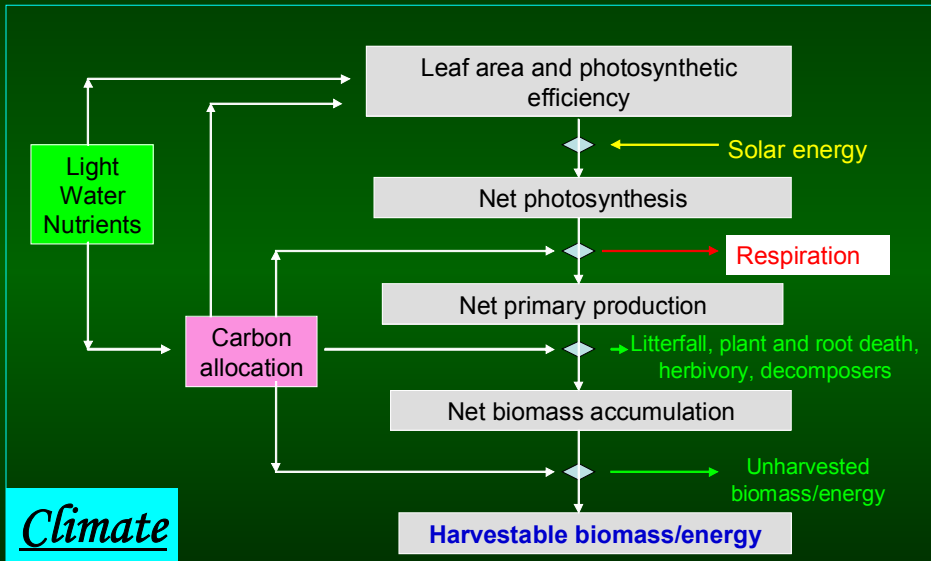 Leaf area and photosynthetic
efficiency
Light
Water
Nutrients
Solar energy
Net photosynthesis
Respiration
Net primary production
Carbon
allocation
Litterfall, plant and root death,
herbivory, decomposers
Net biomass accumulation
Unharvested
biomass/energy
Climate
Harvestable biomass/energy